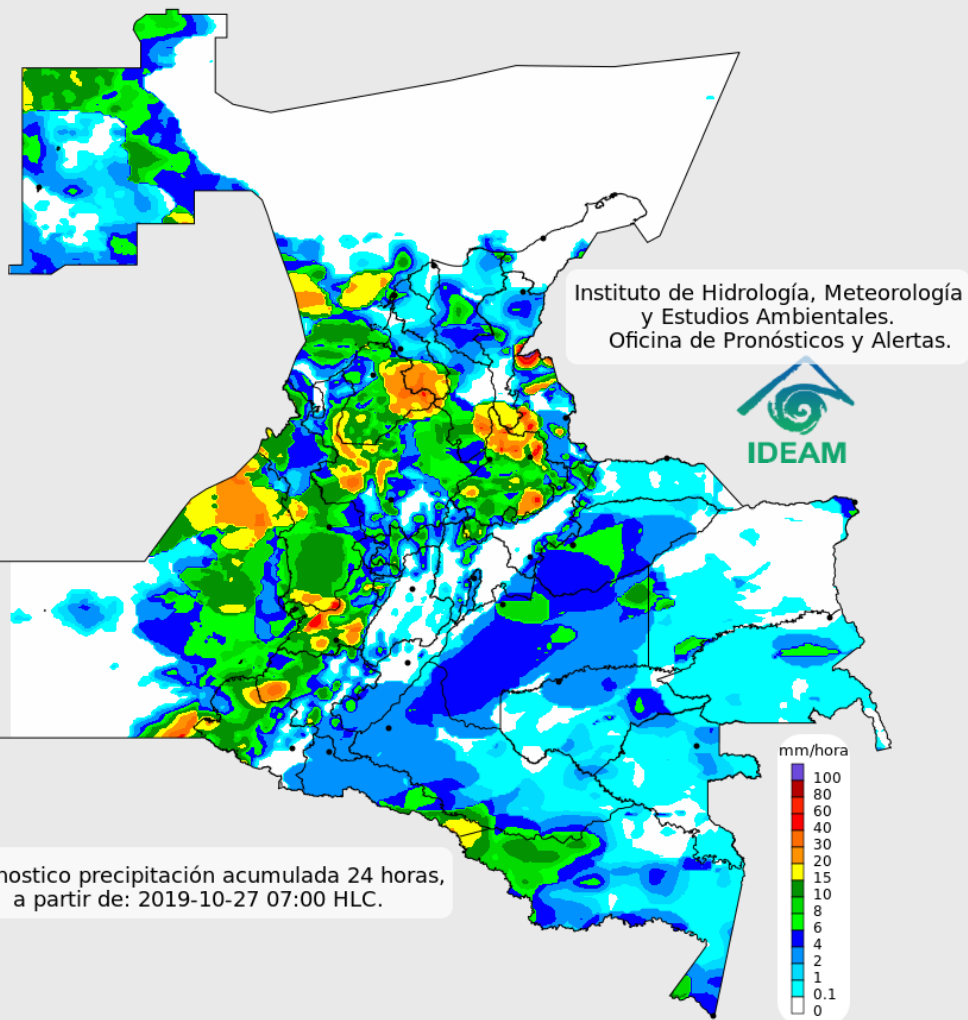 Instituto de Hidrología, Meteorología
y Estudios Ambientales.
Oficina de Pronósticos y Alertas.
IDEAM
mm/hora
100
80
60
40
30
20
15
10
8
6
4
2
1
0.1
0
nostico precipitación acumulada 24 horas,
a partir de: 2019-10-27 07:00 HLC.